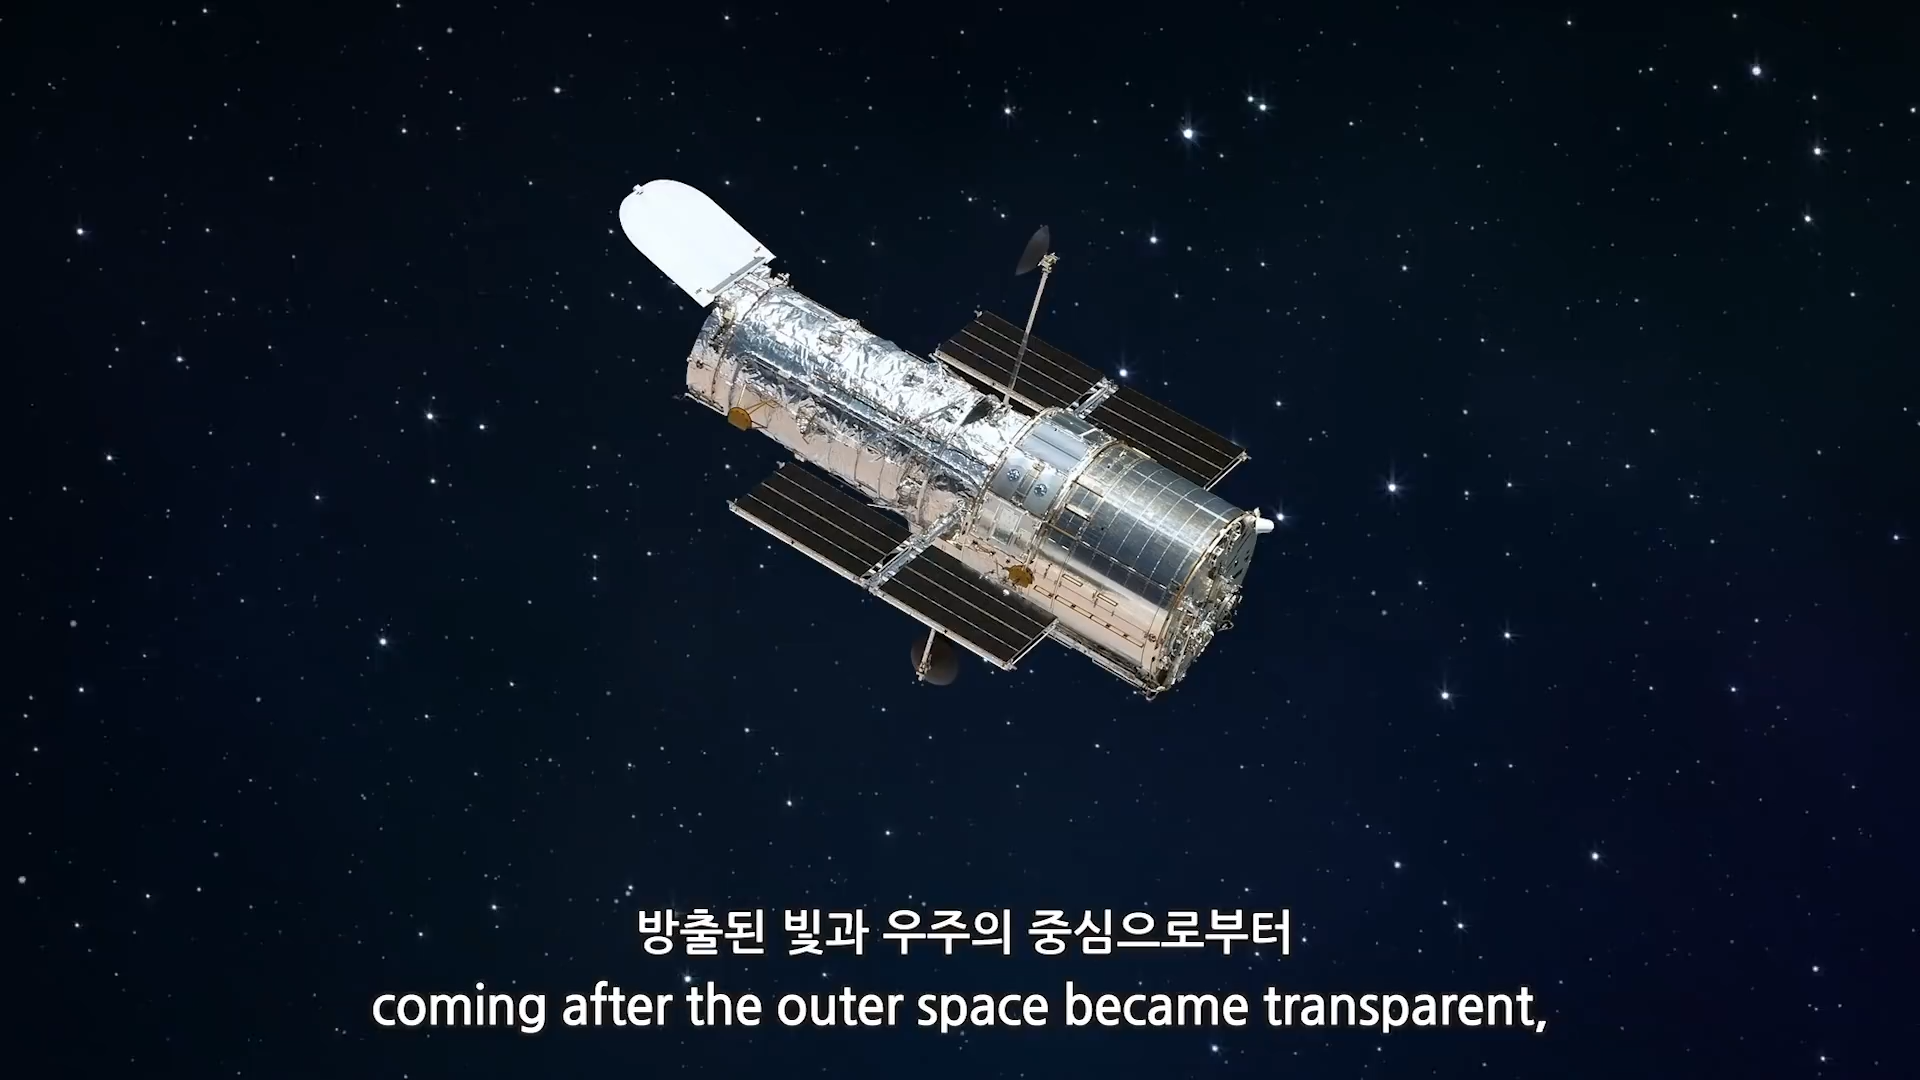 방출된 빛과 우주의 중심으로부터
coming after the outer space became transparent,